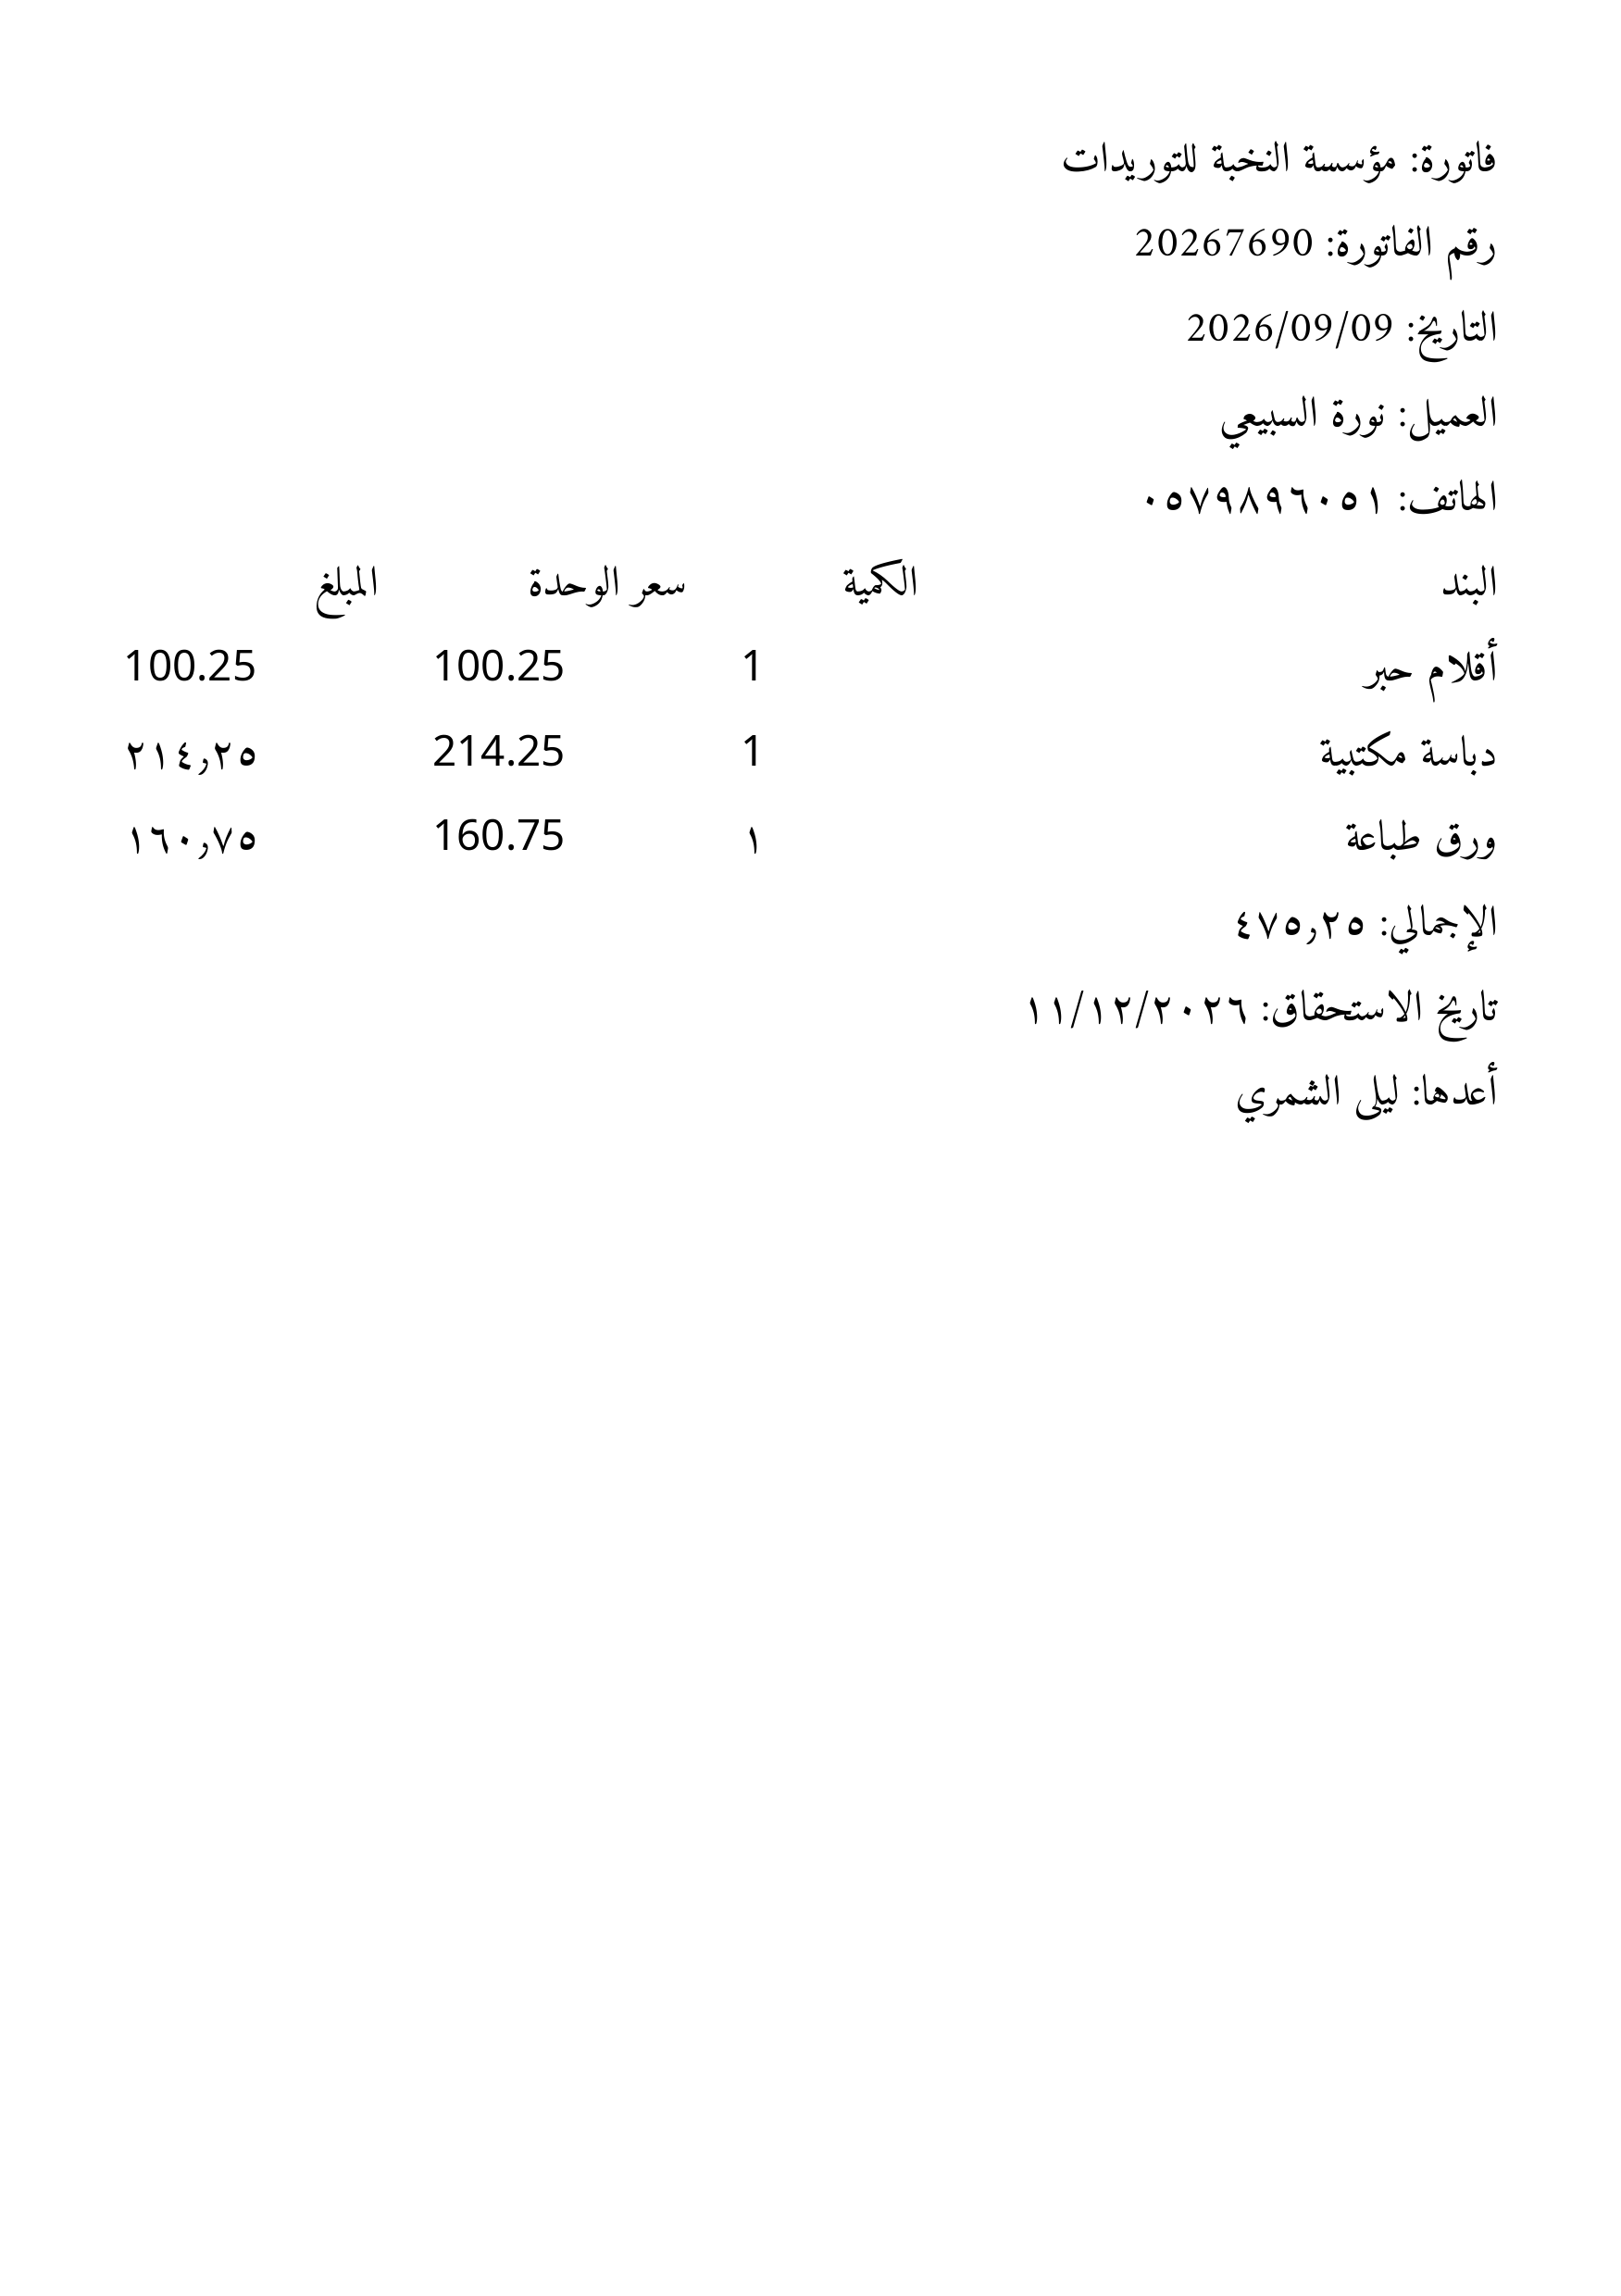 فاتورة: مؤسسة النخبة للتوريدات
رقم الفاتورة: 20267690
التاريخ: 2026/09/09
العميل: نورة السبيعي
الهاتف: ٠٥٧٩٨٩٦٠٥١
البند الكمية سعر الوحدة المبلغ
أقلام حبر 1 100.25 100.25
دباسة مكتبية 1 214.25 ٢١٤٫٢٥
ورق طباعة ١ 160.75 ١٦٠٫٧٥
الإجمالي: ٤٧٥٫٢٥
تاريخ الاستحقاق: ١١/١٢/٢٠٢٦
أعدها: ليلى الشمري